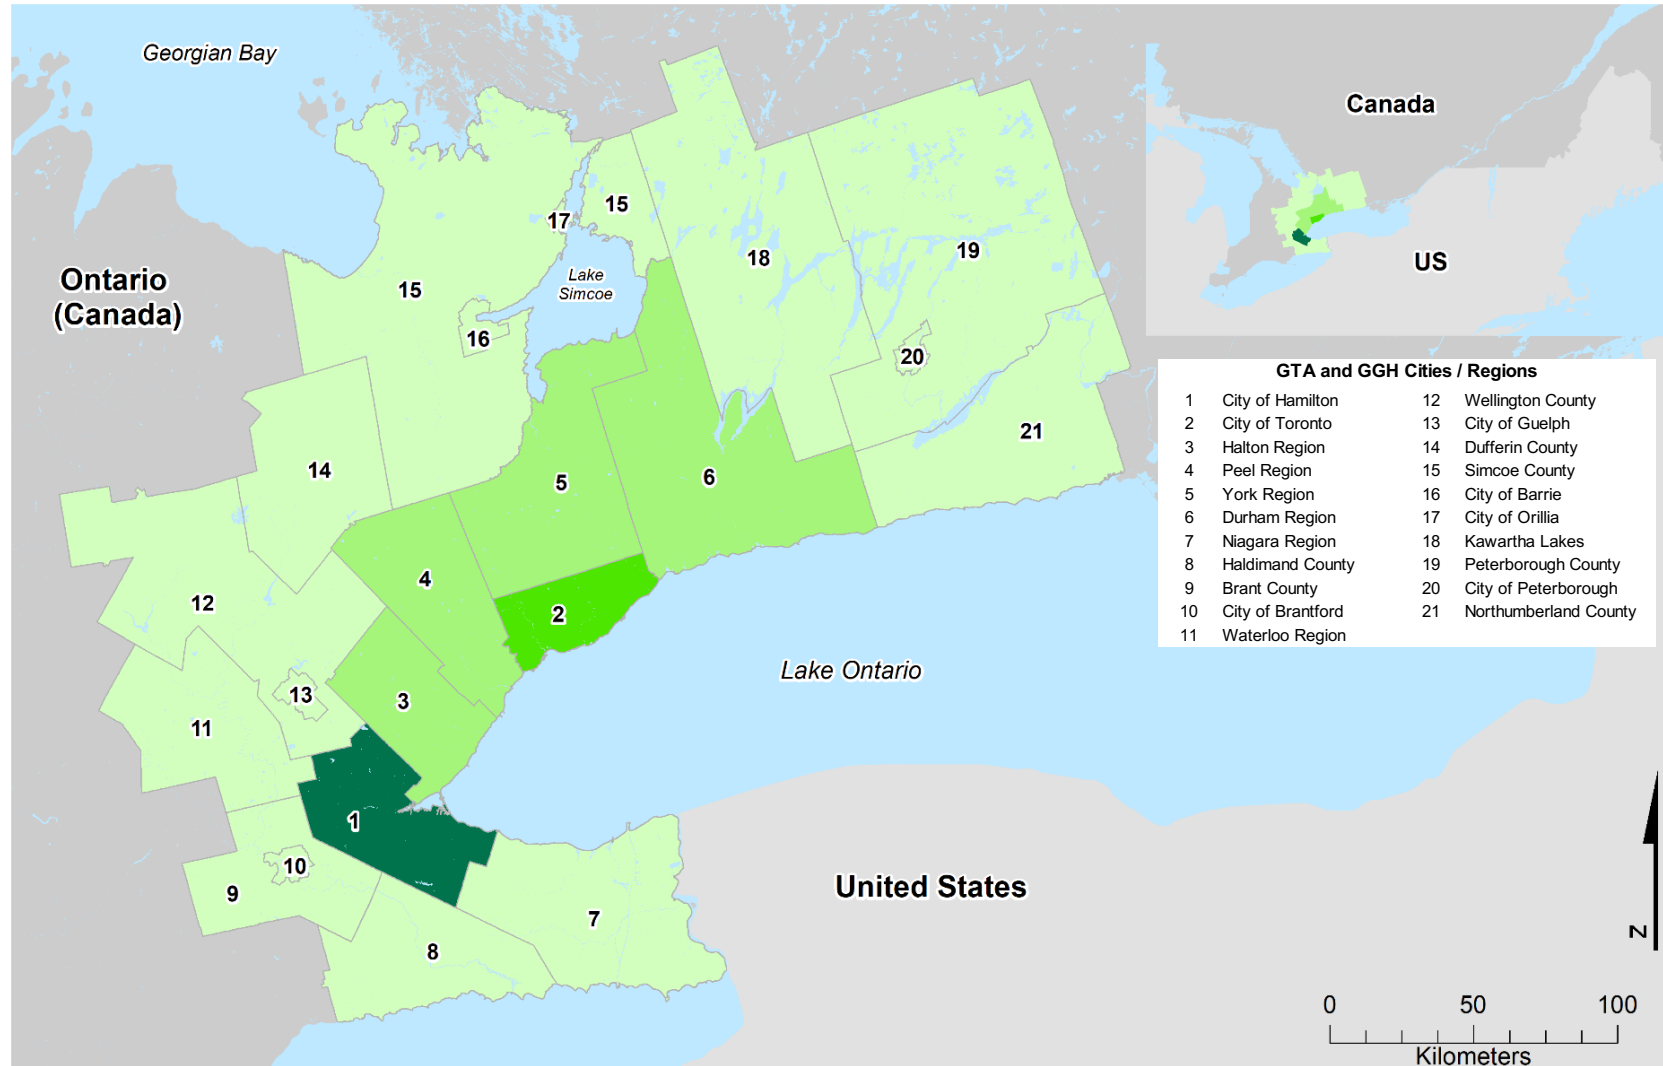 Georgian Bay
Canada
US
Ontario
(Canada)
Lake
Simcoe
15
17
15
18
19
16
20
14
5
6
21
4
12
2
13
3
11
Lake Ontario
1
10
9
7
8
United States
GTA and GGH Cities / Regions
1 City of Hamilton 12 Wellington County
2 City of Toronto 13 City of Guelph
3 Halton Region 14 Dufferin County
4 Peel Region 15 Simcoe County
5 York Region 16 City of Barrie
6 Durham Region 17 City of Orillia
7 Niagara Region 18 Kawartha Lakes
8 Haldimand County 19 Peterborough County
9 Brant County 20 City of Peterborough
10 City of Brantford 21 Northumberland County
11 Waterloo Region
N
0 50 100
Kilometers